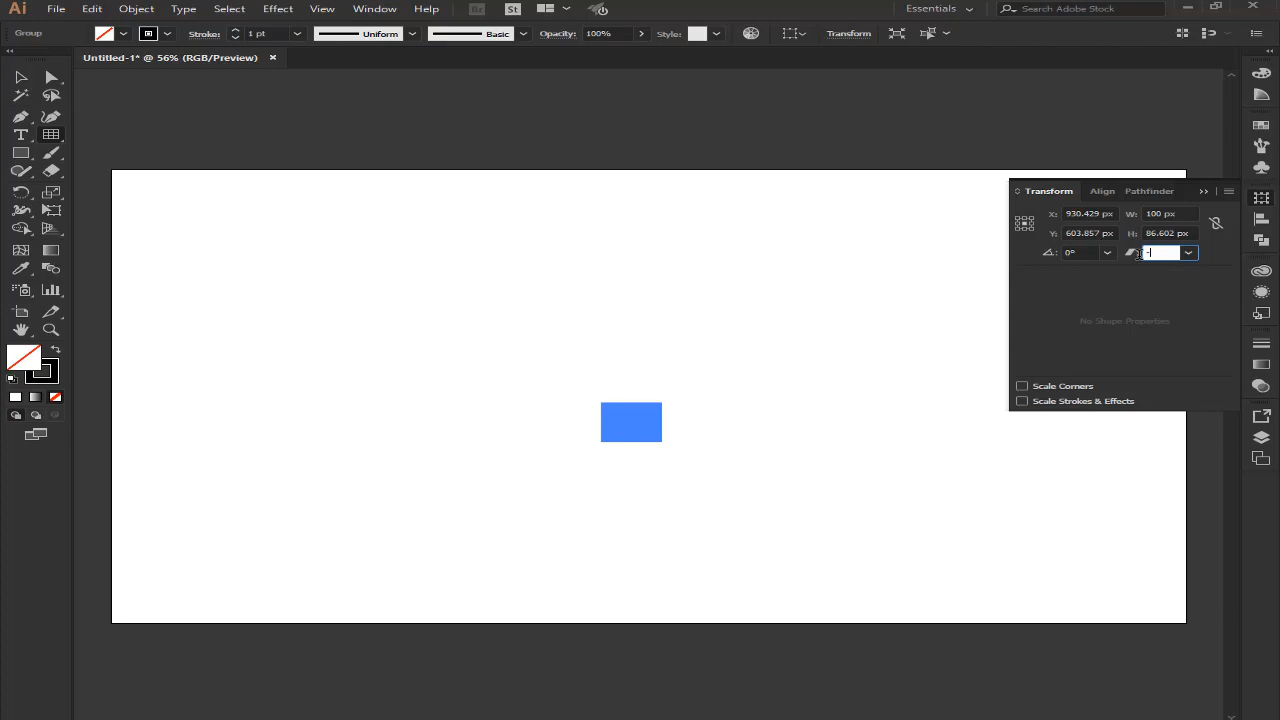 Ai File Edit Object Type Select Effect View Window Help Br St Essentials Search Adobe Stock
Group Stroke: 1 pt Uniform Basic Opacity: 100% Style: Transform
Untitled-1* @ 56% (RGB/Preview)
Transform Align Pathfinder
X: 930.429 px W: 100 px
Y: 603.857 px H: 86.602 px
0° -
No Shape Properties
Scale Corners
Scale Strokes & Effects